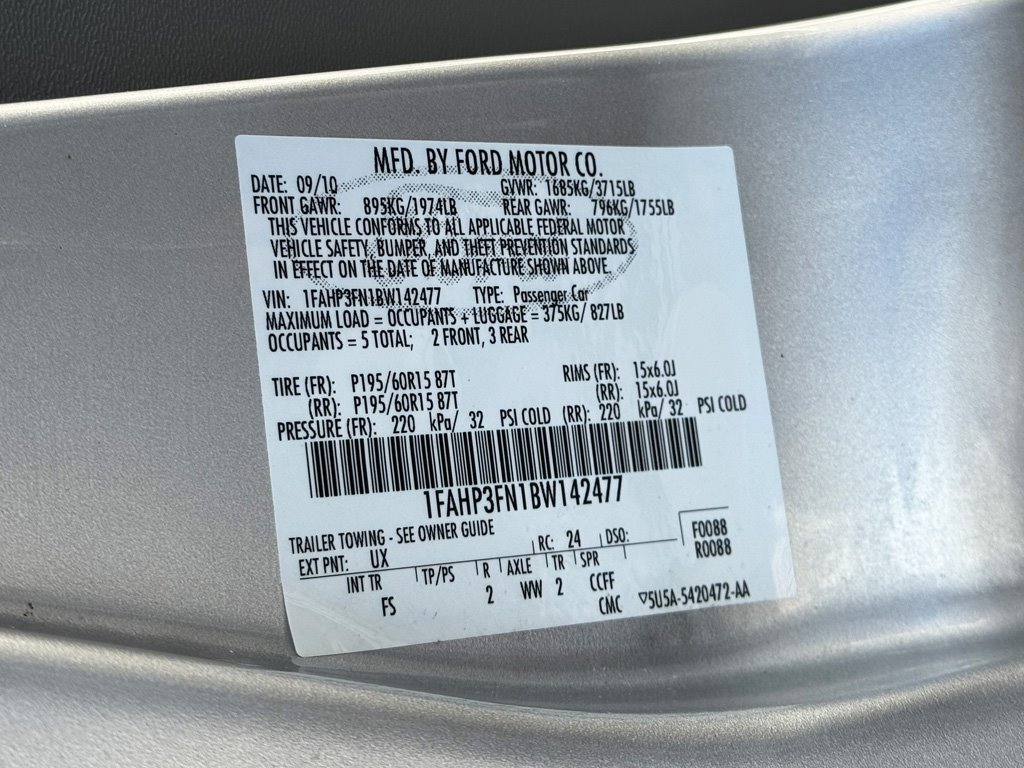 MFD. BY FORD MOTOR CO.
DATE: 09/10 GVWR: 1685KG/3715LB
FRONT GAWR: 895KG/1974LB REAR GAWR: 796KG/1755LB
THIS VEHICLE CONFORMS TO ALL APPLICABLE FEDERAL MOTOR
VEHICLE SAFETY, BUMPER, AND THEFT PREVENTION STANDARDS
IN EFFECT ON THE DATE OF MANUFACTURE SHOWN ABOVE.
VIN: 1FAHP3FN1BW142477 TYPE: Passenger Car
MAXIMUM LOAD = OCCUPANTS + LUGGAGE = 375KG/ 827LB
OCCUPANTS = 5 TOTAL; 2 FRONT, 3 REAR
TIRE (FR): P195/60R15 87T RIMS (FR): 15x6.0J
(RR): P195/60R15 87T (RR): 15x6.0J
PRESSURE (FR): 220 kPa/ 32 PSI COLD (RR): 220 kPa/ 32 PSI COLD
1FAHP3FN1BW142477
TRAILER TOWING - SEE OWNER GUIDE
EXT PNT: UX RC: 24 DSO: F0088
R0088
INT TR TP/PS R AXLE TR SPR
FS 2 WW 2 CCFF
CMC ▽5U5A-5420472-AA